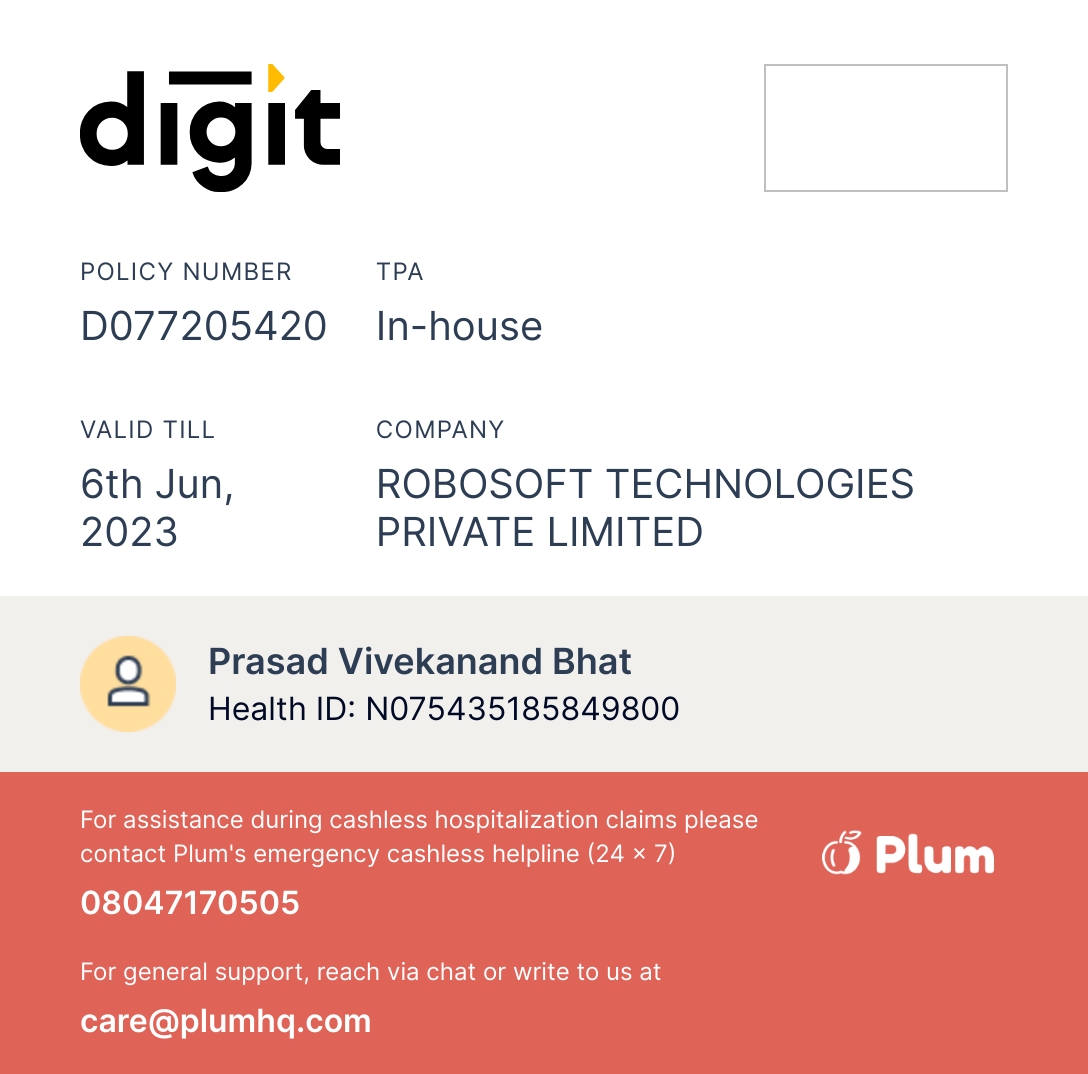 digit
POLICY NUMBER TPA
D077205420 In-house
VALID TILL COMPANY
6th Jun, ROBOSOFT TECHNOLOGIES
2023 PRIVATE LIMITED
Prasad Vivekanand Bhat
Health ID: N075435185849800
For assistance during cashless hospitalization claims please
contact Plum's emergency cashless helpline (24 × 7)
Plum
08047170505
For general support, reach via chat or write to us at
care@plumhq.com